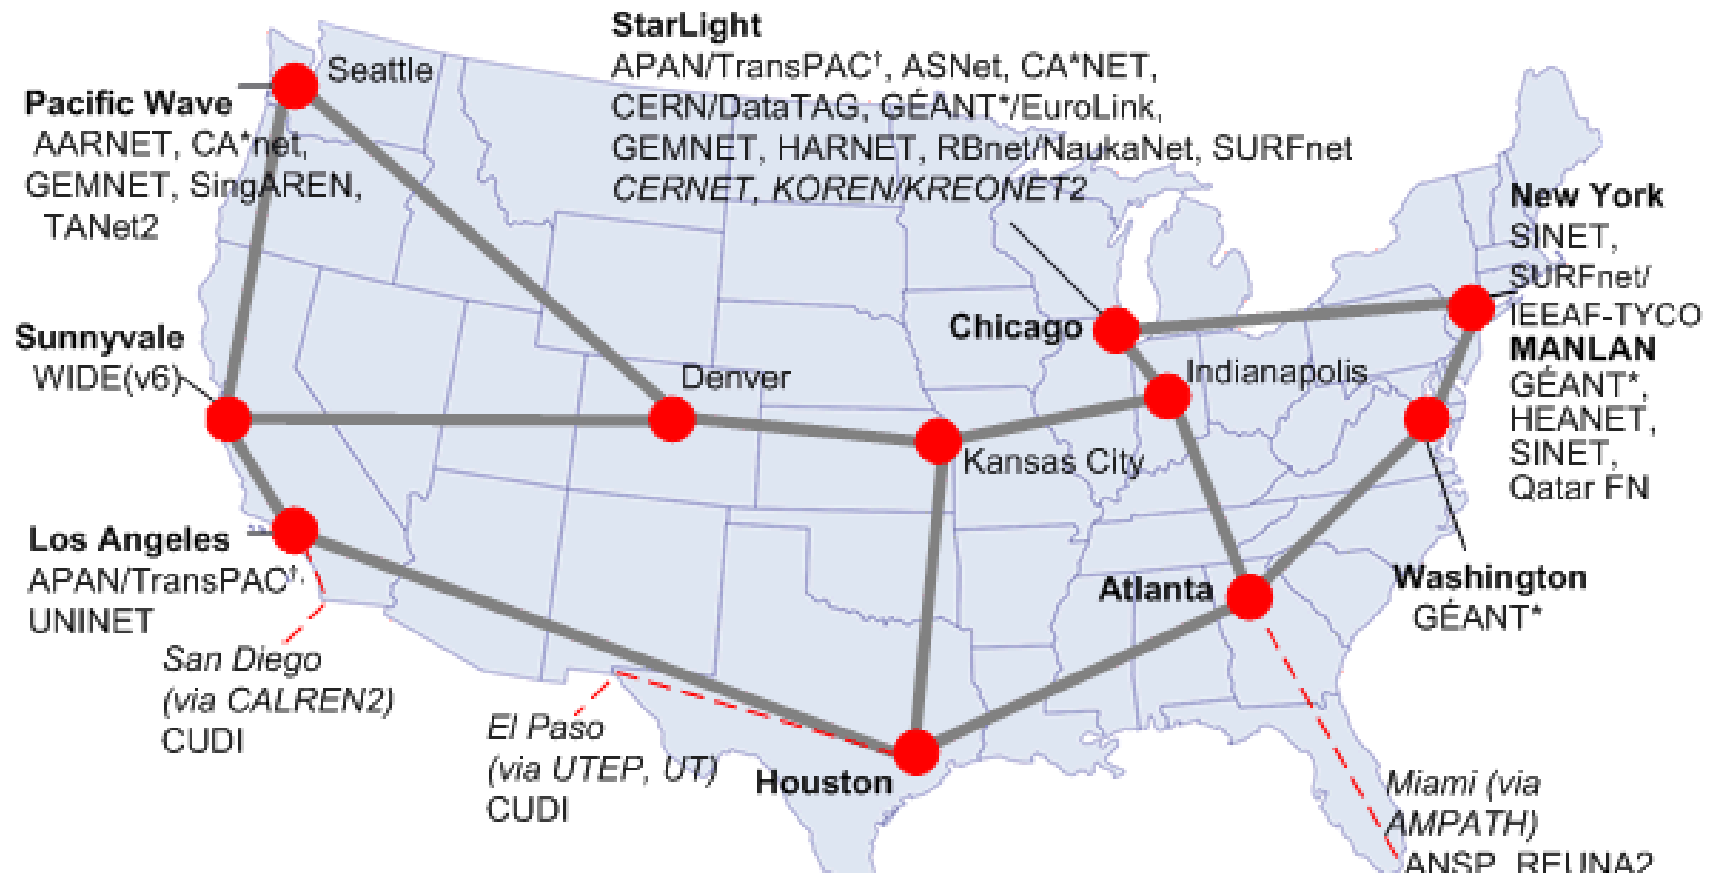 StarLight
APAN/TransPAC†, ASNet, CA*NET,
CERN/DataTAG, GÉANT*/EuroLink,
GEMNET, HARNET, RBnet/NaukaNet, SURFnet
CERNET, KOREN/KREONET2
Seattle
Pacific Wave
AARNET, CA*net,
GEMNET, SingAREN,
TANet2
New York
SINET,
SURFnet/
IEEAF-TYCO
MANLAN
GÉANT*,
HEANET,
SINET,
Qatar FN
Sunnyvale
WIDE(v6)
Denver
Chicago
Indianapolis
Kansas City
Los Angeles
APAN/TransPAC†,
UNINET
San Diego
(via CALREN2)
CUDI
El Paso
(via UTEP, UT)
CUDI
Houston
Atlanta
Washington
GÉANT*
Miami (via
AMPATH)
ANSP, REUNA2